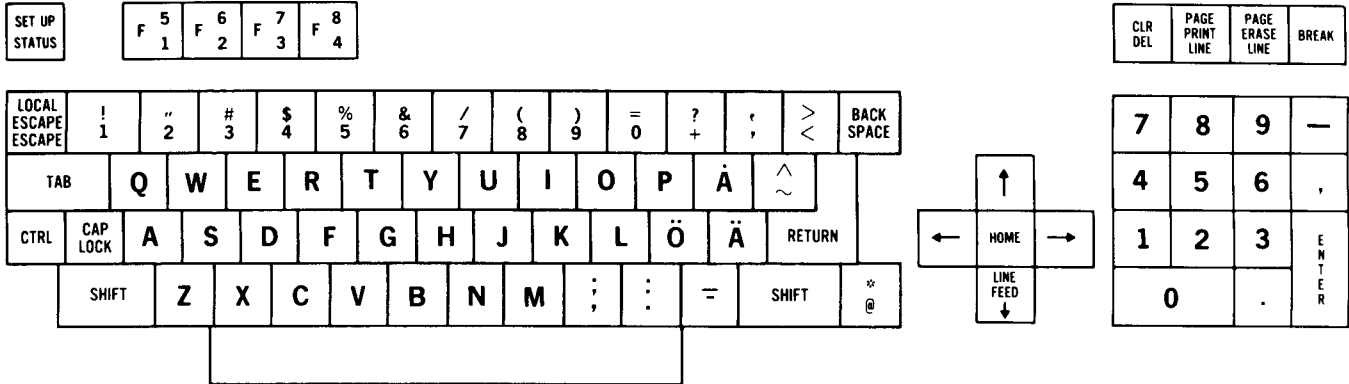 SET UP STATUS F 5 1 F 6 2 F 7 3 F 8 4 CLR DEL PAGE PRINT LINE PAGE ERASE LINE BREAK
LOCAL ESCAPE ESCAPE ! 1 " 2 # 3 $ 4 % 5 & 6 / 7 ( 8 ) 9 = 0 ? + > < BACK SPACE 7 8 9 —
TAB Q W E R T Y U I O P Å ^ ~ 4 5 6 ,
CTRL CAP LOCK A S D F G H J K L Ö Ä RETURN ← HOME → 1 2 3 ENTER
SHIFT Z X C V B N M ; , : . SHIFT * @ LINE FEED ↓ 0 .
↑